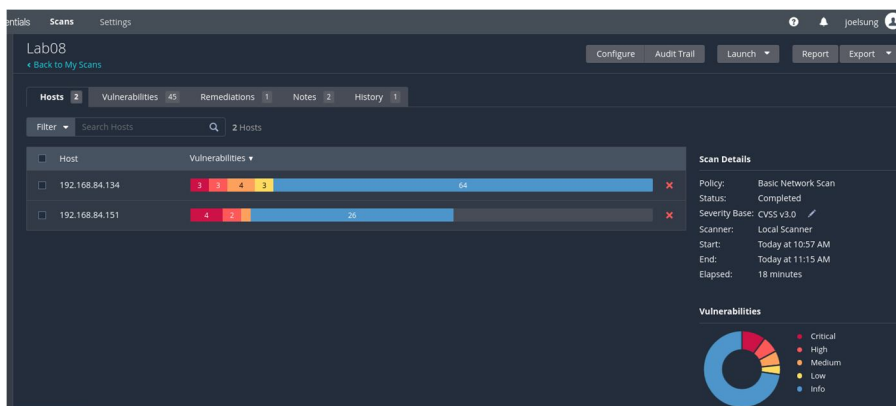 entials Scans Settings joelsung
Lab08
Back to My Scans
Configure Audit Trail Launch Report Export
Hosts 2 Vulnerabilities 45 Remediations 1 Notes 2 History 1
Filter Search Hosts 2 Hosts
Host Vulnerabilities
192.168.84.134 3 3 4 3 64
192.168.84.151 4 2 26
Scan Details
Policy: Basic Network Scan
Status: Completed
Severity Base: CVSS v3.0
Scanner: Local Scanner
Start: Today at 10:57 AM
End: Today at 11:15 AM
Elapsed: 18 minutes
Vulnerabilities
Critical
High
Medium
Low
Info